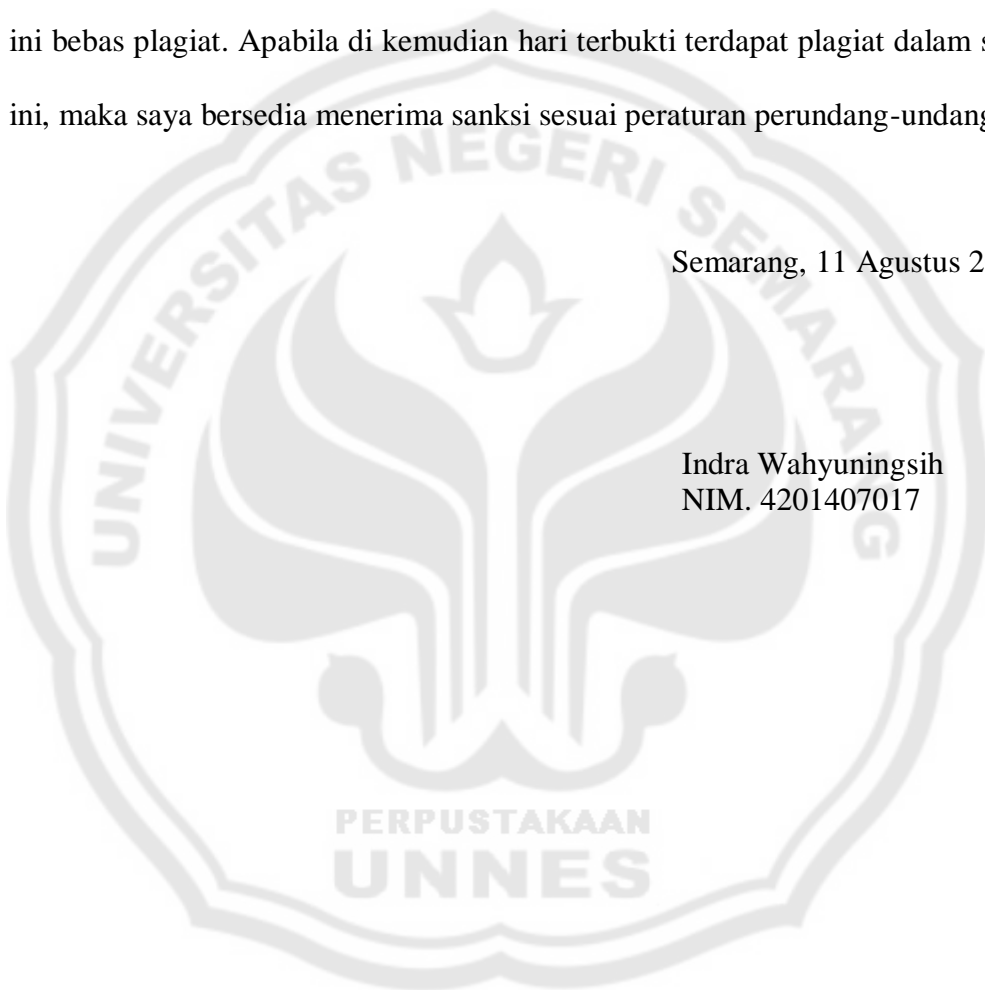 ini bebas plagiat. Apabila di kemudian hari terbukti terdapat plagiat dalam s
ini, maka saya bersedia menerima sanksi sesuai peraturan perundang-undang
Semarang, 11 Agustus 2
Indra Wahyuningsih
NIM. 4201407017
UNIVERSITAS NEGERI SEMARANG
PERPUSTAKAAN
UNNES